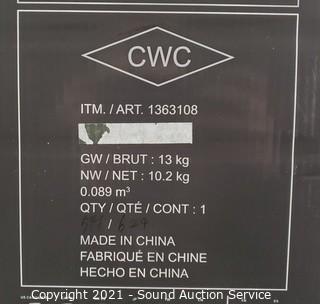 CWC
ITM. / ART. 1363108
GW / BRUT : 13 kg
NW / NET : 10.2 kg
0.089 m³
QTY / QTÉ / CONT : 1
/ 629
MADE IN CHINA
FABRIQUÉ EN CHINE
HECHO EN CHINA
Copyright 2021 - Sound Auction Service